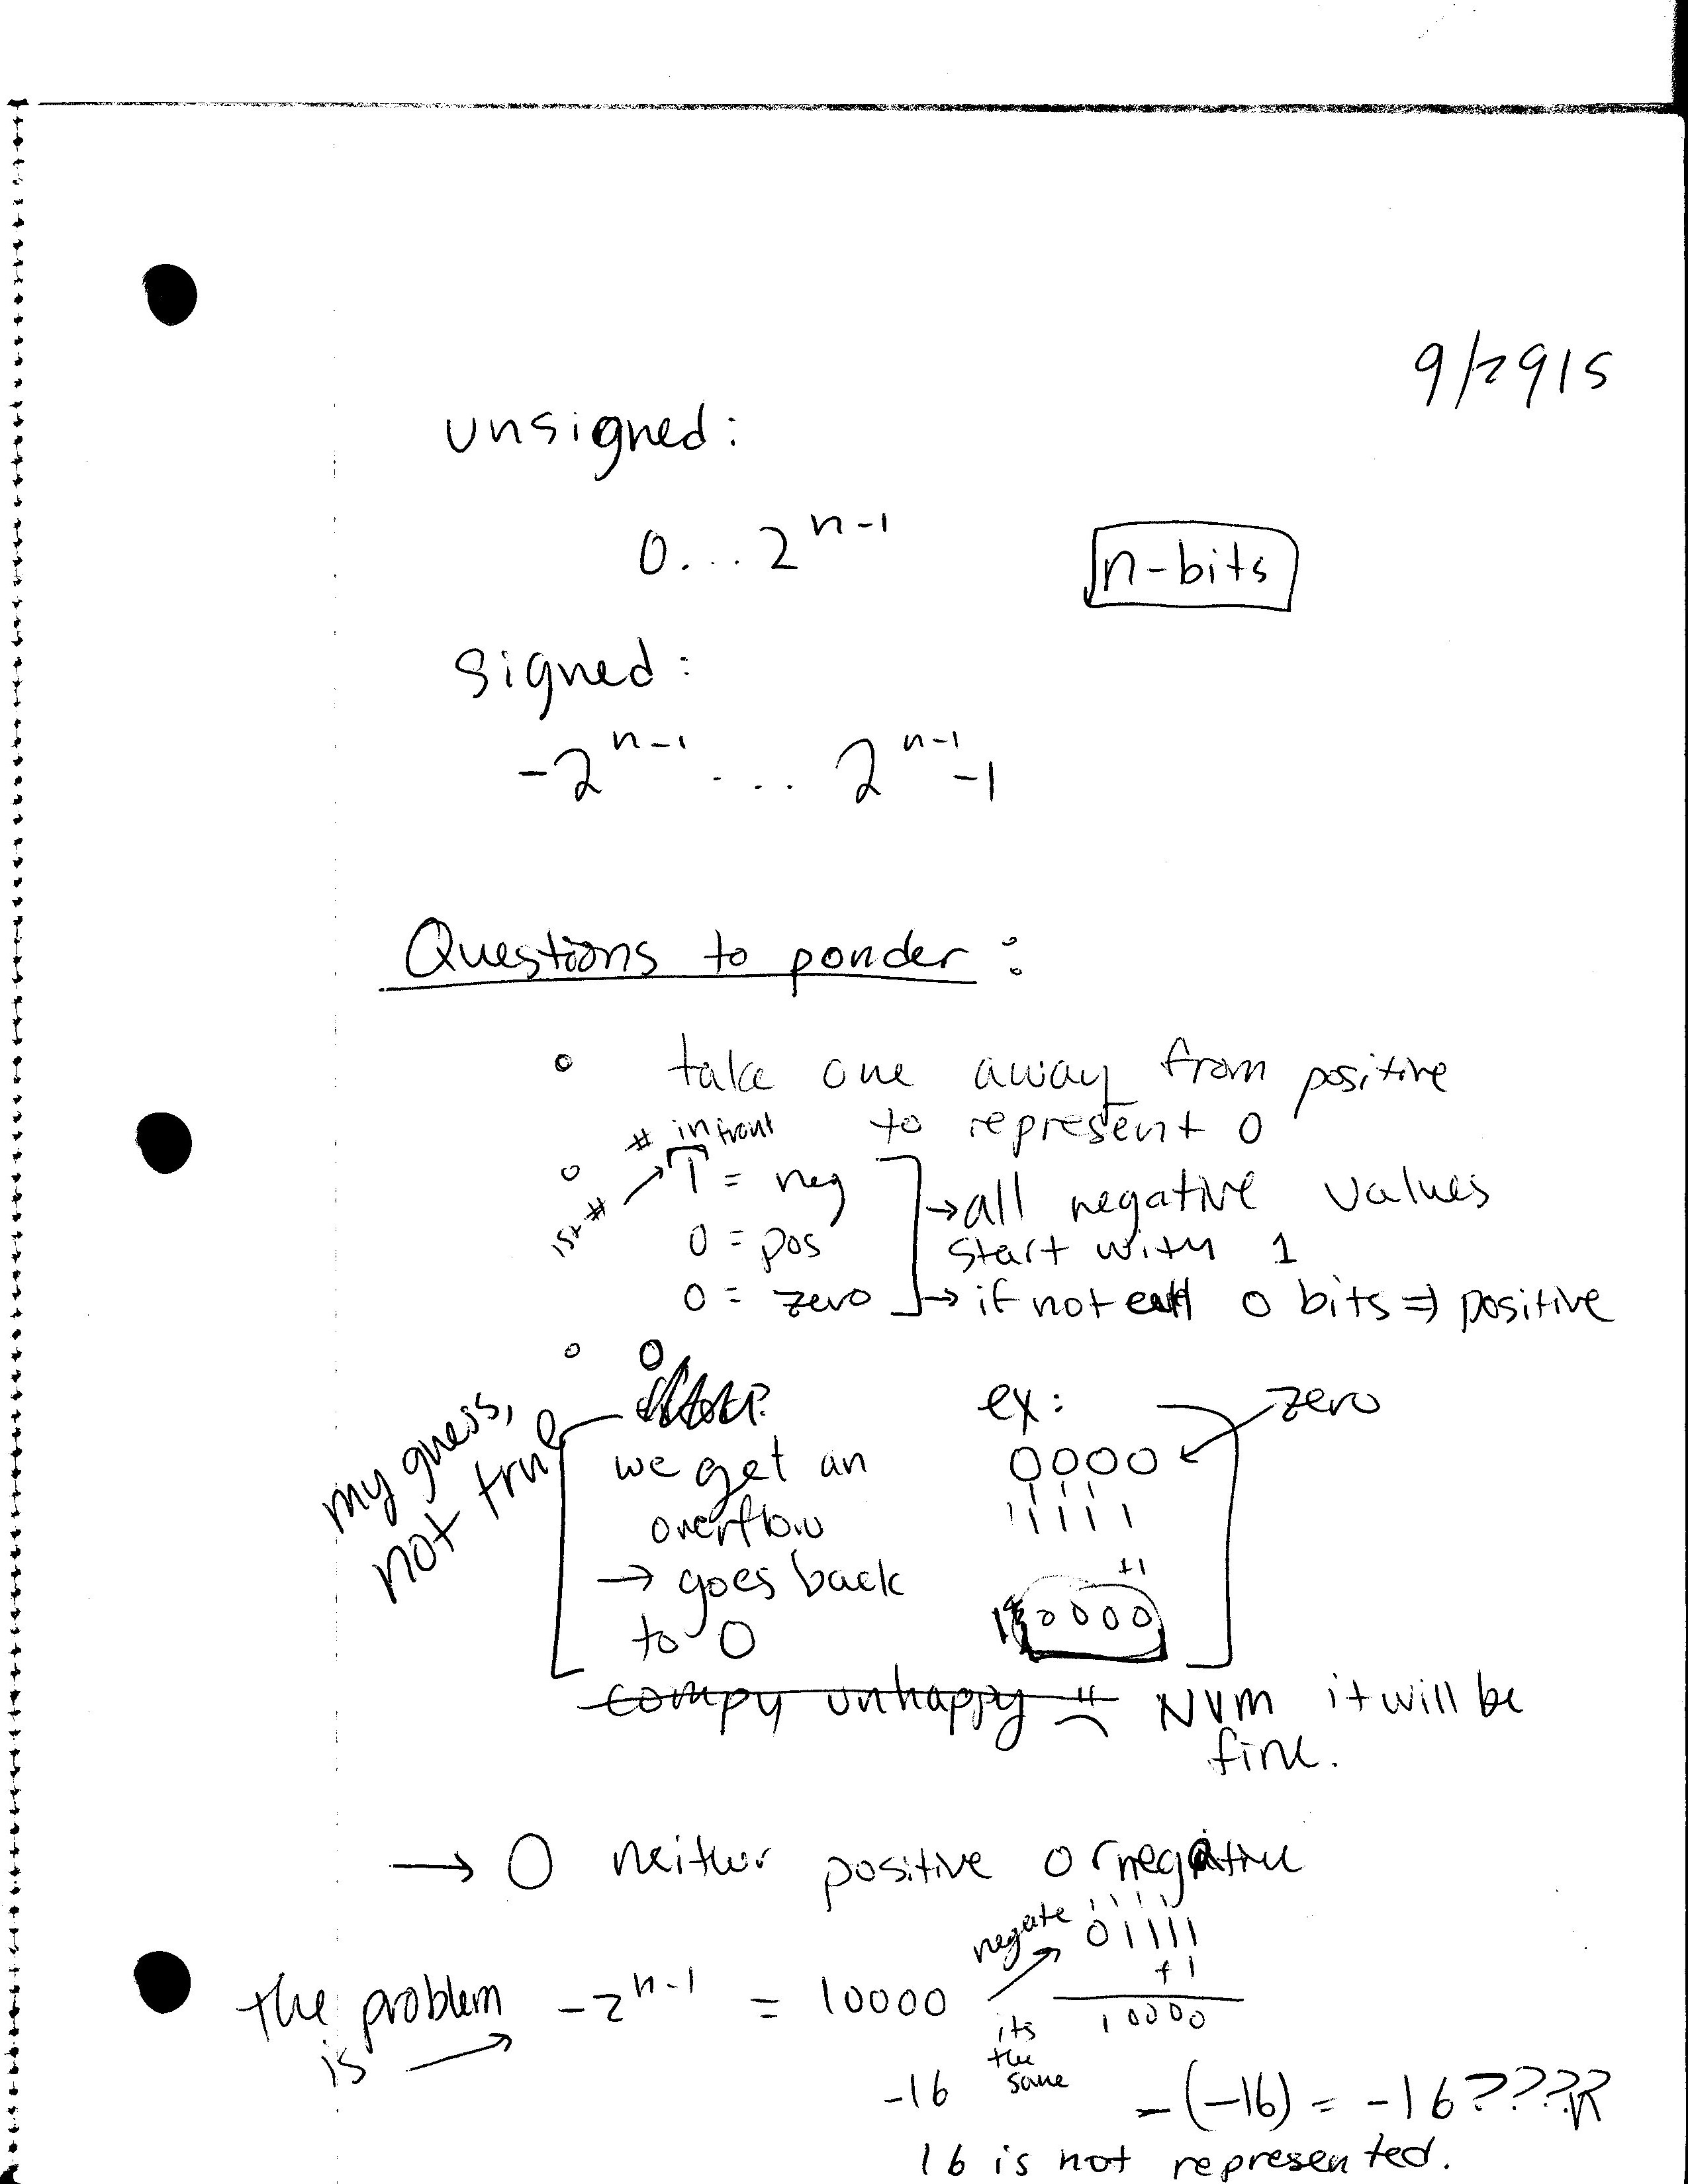 9/29 15
unsigned:
0...2^n-1
n-bits
signed:
-2^n-1 ... 2^n-1 -1
Questions to ponder:
take one away from positive
to represent 0
# in front
1st # → 1 = neg
0 = pos
0 = zero
→ all negative values
start with 1
→ if not all 0 bits ⇒ positive
0
my guess,
not true
we get an
overflow
→ goes back
to 0
ex:
zero
0000
1111
+1
10000
compy unhappy :( Nvm it will be
fine.
→ 0 neither positive or negative
the problem
is →
-2^n-1 = 10000
negate
its
the
same
1111
01111
+1
10000
-16
-(-16) = -16????
16 is not represented.